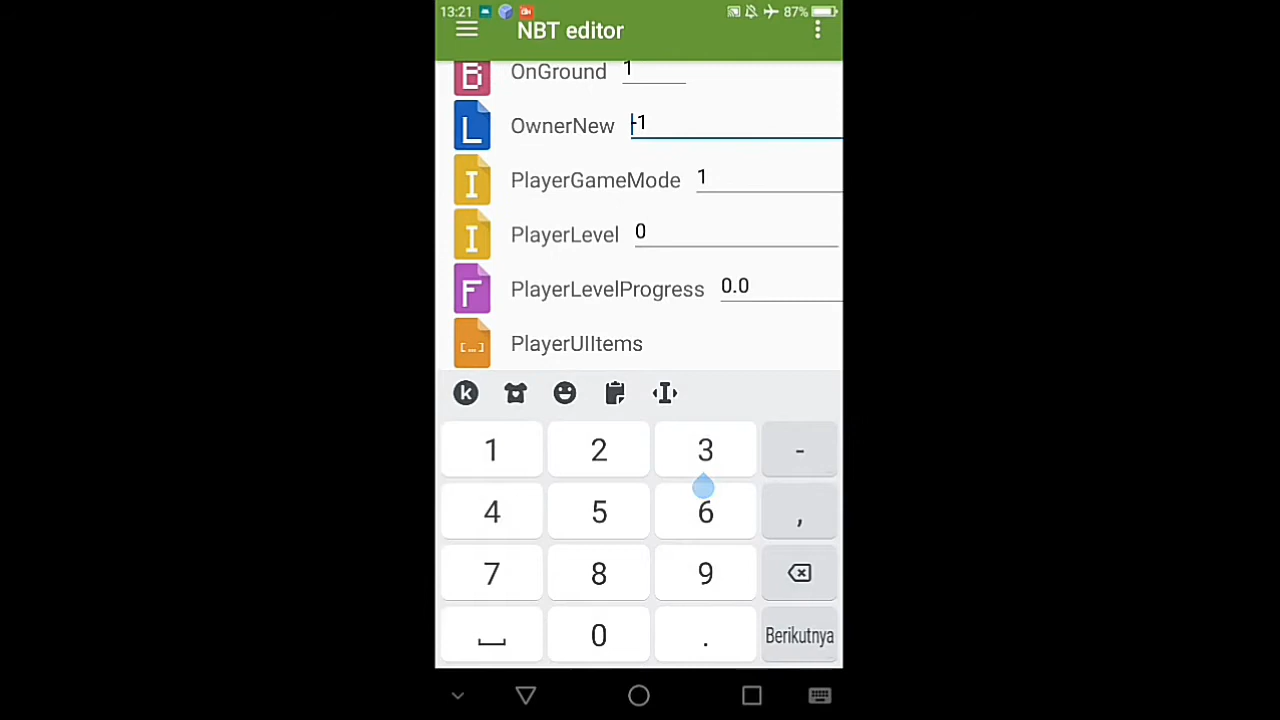 13:21 87%
NBT editor
B OnGround 1
L OwnerNew -1
I PlayerGameMode 1
I PlayerLevel 0
F PlayerLevelProgress 0.0
[...] PlayerUIItems
k
1 2 3 -
4 5 6 ,
7 8 9
0 . Berikutnya